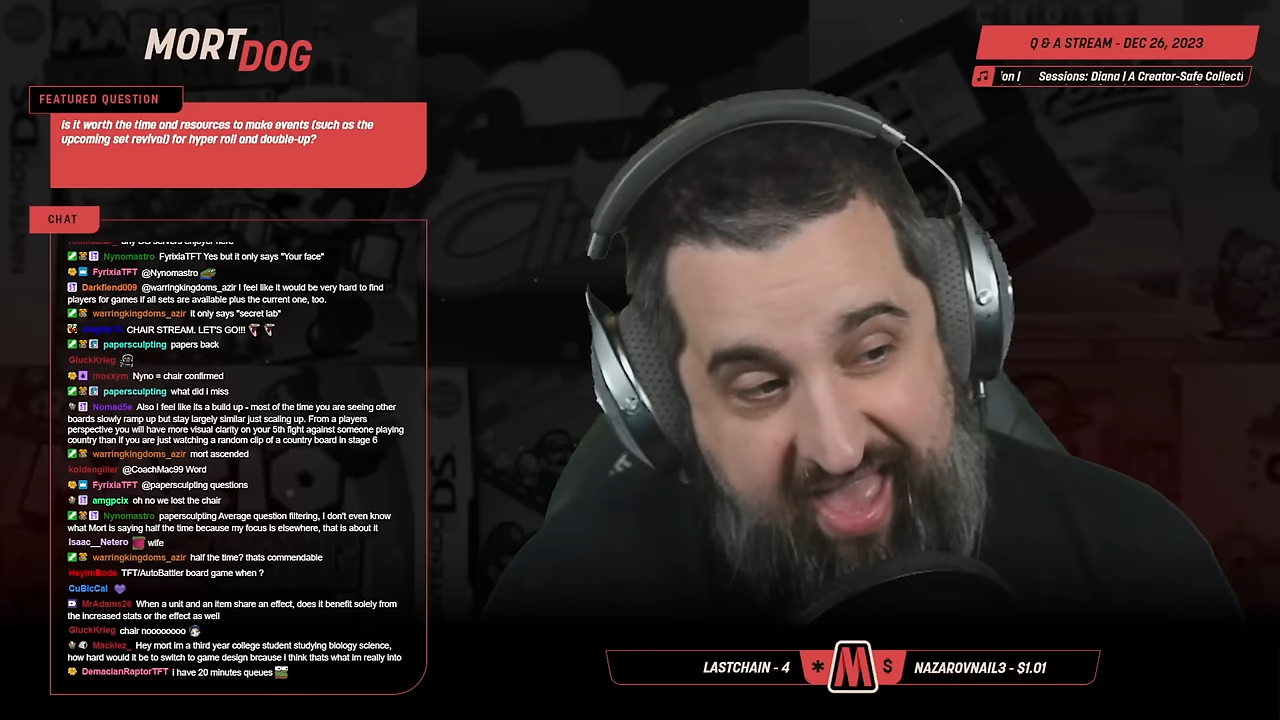 MORTDOG
Q & A STREAM - DEC 26, 2023
Sessions: Diana | A Creator-Safe Collecti
FEATURED QUESTION
is it worth the time and resources to make events (such as the
upcoming set revival) for hyper roll and double-up?
CHAT
Nynomastro FyrixiaTFT Yes but it only says "Your face"
FyrixiaTFT @Nynomastro
Darkfiend009 @warringkingdoms_azir I feel like it would be very hard to find
players for games if all sets are available plus the current one, too.
warringkingdoms_azir it only says "secret lab"
CHAIR STREAM. LET'S GO!!!
papersculpting papers back
GluckKrieg
moxxym Nyno = chair confirmed
papersculpting what did i miss
Nomad5e Also I feel like its a build up - most of the time you are seeing other
boards slowly ramp up but stay largely similar just scaling up. From a players
perspective you will have more visual clarity on your 5th fight against someone playing
country than if you are just watching a random clip of a country board in stage 6
warringkingdoms_azir mort ascended
koldengiller @CoachMac99 Word
FyrixiaTFT @papersculpting questions
amgpcix oh no we lost the chair
Nynomastro papersculpting Average question filtering, I don't even know
what Mort is saying half the time because my focus is elsewhere, that is about it
Isaac__Netero wife
warringkingdoms_azir half the time? thats commendable
HeyImBode TFT/AutoBattler board game when ?
CuBicCal
MrAdams26 When a unit and an item share an effect, does it benefit solely from
the increased stats or the effect as well
GluckKrieg chair noooooooo
Macklez_ Hey mort im a third year college student studying biology science,
how hard would it be to switch to game design brcause i think thats what im really into
DemacianRaptorTFT i have 20 minutes queues
LASTCHAIN - 4
* M $
NAZAROVNAIL3 - $1.01